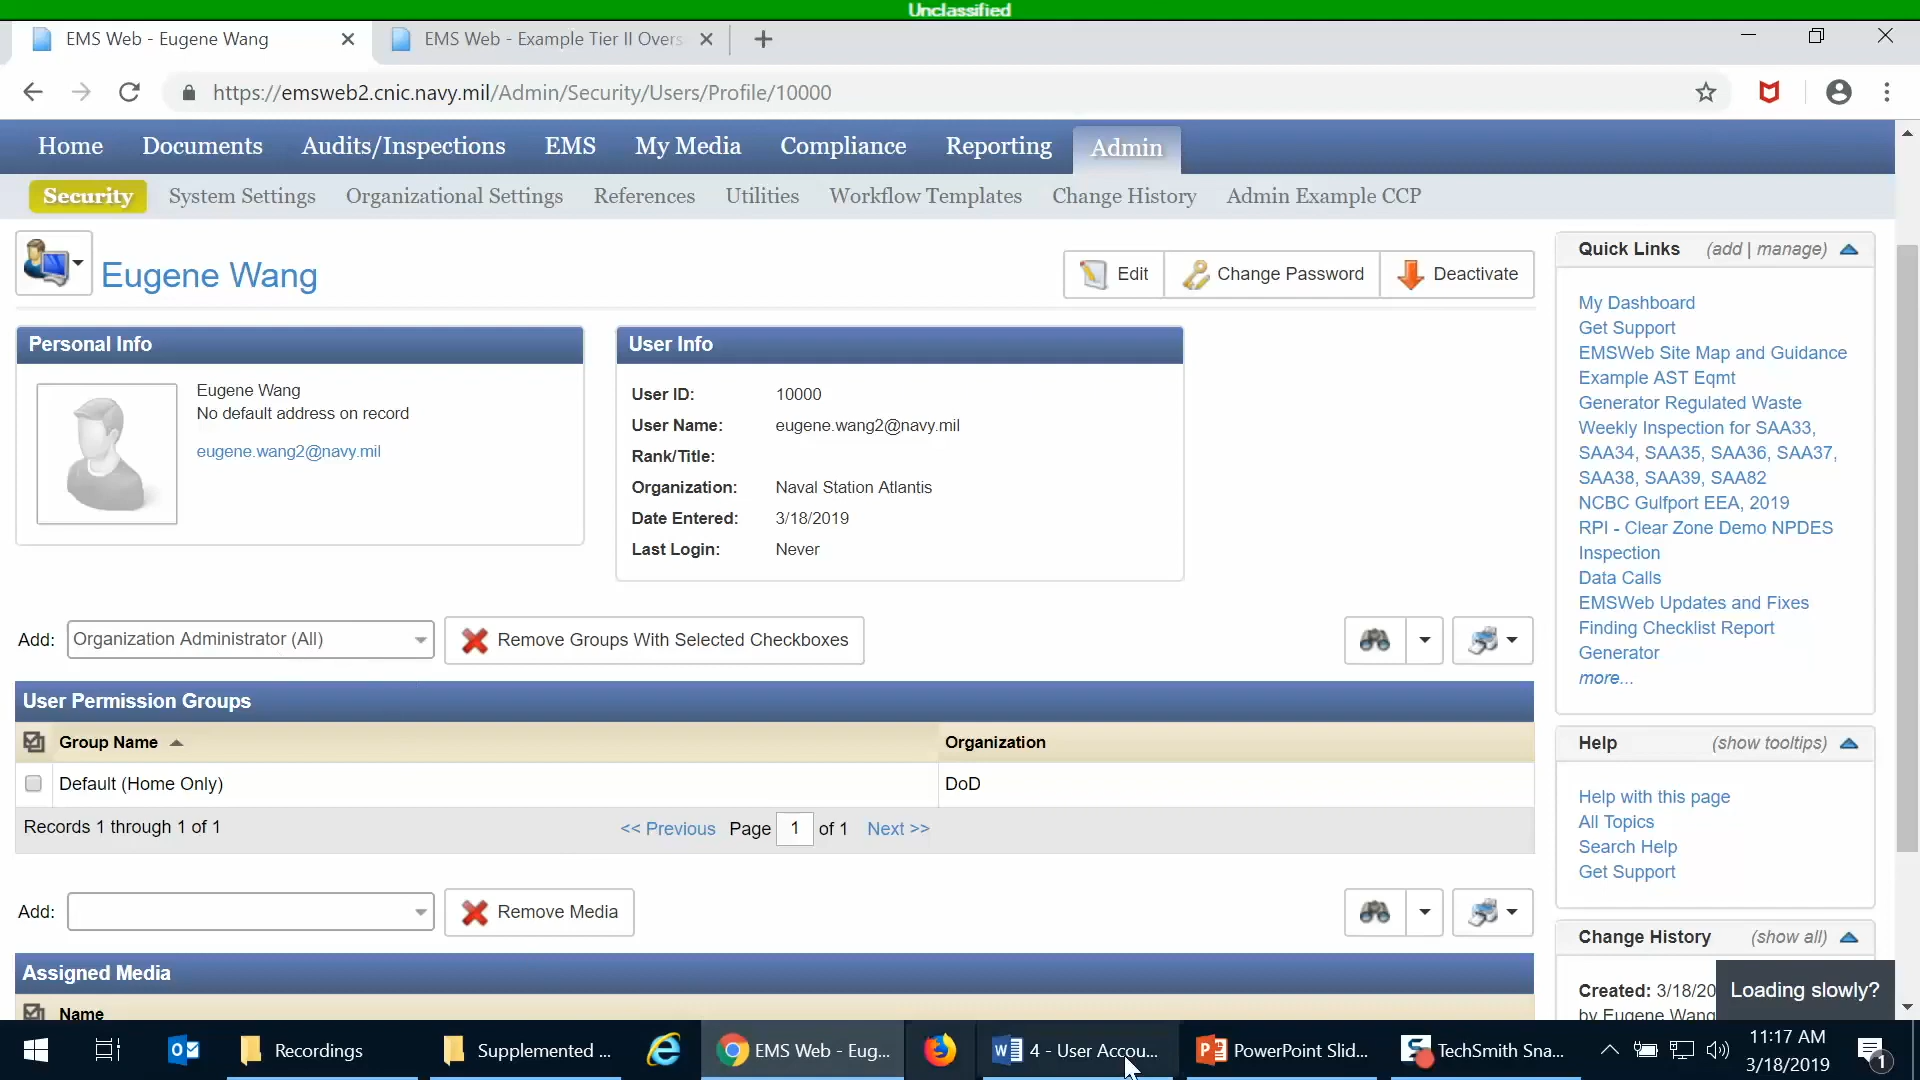 Unclassified
EMS Web - Eugene Wang
EMS Web - Example Tier II Overs
https://emsweb2.cnic.navy.mil/Admin/Security/Users/Profile/10000
Home Documents Audits/Inspections EMS My Media Compliance Reporting Admin
Security System Settings Organizational Settings References Utilities Workflow Templates Change History Admin Example CCP
Eugene Wang
Edit Change Password Deactivate
Personal Info
Eugene Wang
No default address on record
eugene.wang2@navy.mil
User Info
User ID: 10000
User Name: eugene.wang2@navy.mil
Rank/Title:
Organization: Naval Station Atlantis
Date Entered: 3/18/2019
Last Login: Never
Add: Organization Administrator (All) Remove Groups With Selected Checkboxes
User Permission Groups
Group Name Organization
Default (Home Only) DoD
Records 1 through 1 of 1 << Previous Page 1 of 1 Next >>
Add: Remove Media
Assigned Media
Name
Quick Links (add | manage)
My Dashboard
Get Support
EMSWeb Site Map and Guidance
Example AST Eqmt
Generator Regulated Waste
Weekly Inspection for SAA33,
SAA34, SAA35, SAA36, SAA37,
SAA38, SAA39, SAA82
NCBC Gulfport EEA, 2019
RPI - Clear Zone Demo NPDES
Inspection
Data Calls
EMSWeb Updates and Fixes
Finding Checklist Report
Generator
more...
Help (show tooltips)
Help with this page
All Topics
Search Help
Get Support
Change History (show all)
Created: 3/18/20
by Eugene Wang
Loading slowly?
Recordings
Supplemented ...
EMS Web - Eug...
4 - User Accou...
PowerPoint Slid...
TechSmith Sna...
11:17 AM
3/18/2019
1